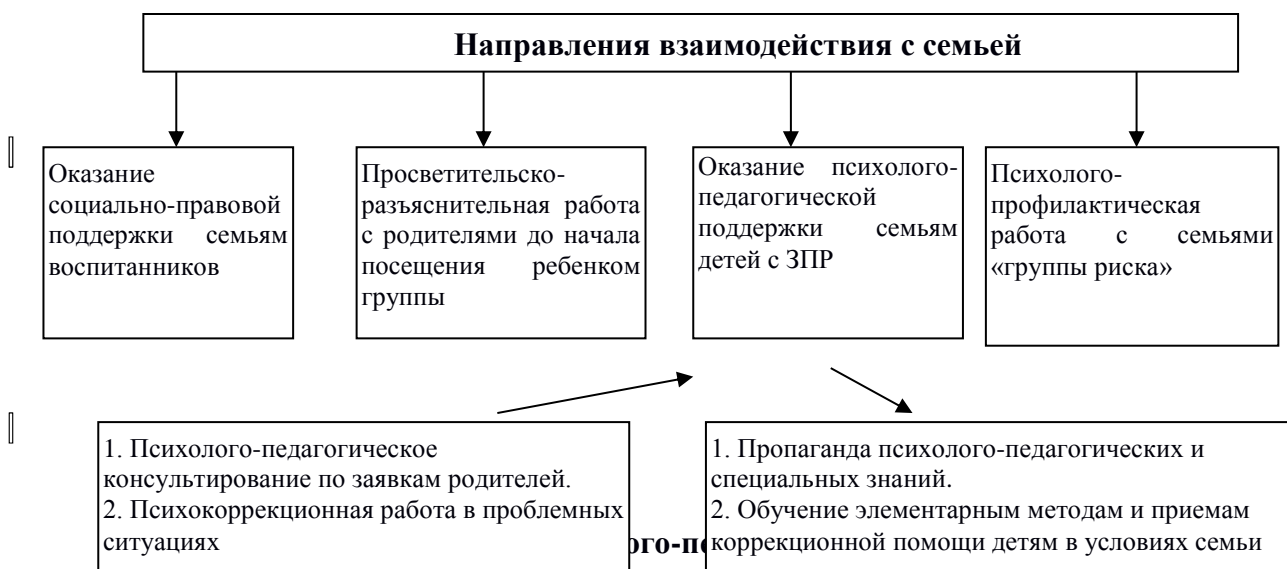 Направления взаимодействия с семьей
Оказание
социально-правовой
поддержки семьям
воспитанников
Просветительско-
разъяснительная работа
с родителями до начала
посещения ребенком
группы
Оказание психолого-
педагогической
поддержки семьям
детей с ЗПР
Психолого-
профилактическая
работа с семьями
«группы риска»
1. Психолого-педагогическое
консультирование по заявкам родителей.
2. Психокоррекционная работа в проблемных
ситуациях
1. Пропаганда психолого-педагогических и
специальных знаний.
2. Обучение элементарным методам и приемам
коррекционной помощи детям в условиях семьи